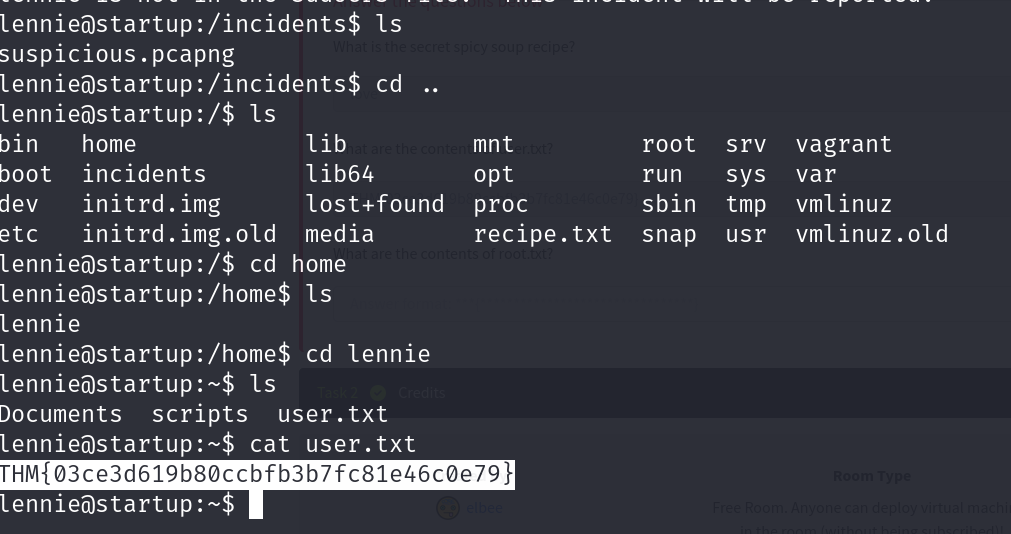 lennie is not in the sudoers file. This incident will be reported.
lennie@startup:/incidents$ ls
suspicious.pcapng
lennie@startup:/incidents$ cd ..
lennie@startup:/$ ls
bin home lib mnt root srv vagrant
boot incidents lib64 opt run sys var
dev initrd.img lost+found proc sbin tmp vmlinuz
etc initrd.img.old media recipe.txt snap usr vmlinuz.old
lennie@startup:/$ cd home
lennie@startup:/home$ ls
lennie
lennie@startup:/home$ cd lennie
lennie@startup:~$ ls
Documents scripts user.txt
lennie@startup:~$ cat user.txt
THM{03ce3d619b80ccbfb3b7fc81e46c0e79}
lennie@startup:~$
What is the secret spicy soup recipe?
What are the contents of user.txt?
What are the contents of root.txt?
Task 2 Credits
Room Type
elbee
Free Room. Anyone can deploy virtual machi
in the room (without being subscribed)!